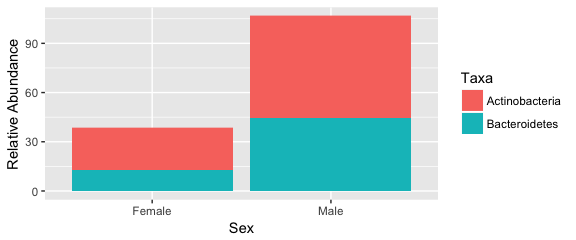 Relative Abundance
90
60
30
0
Female
Male
Sex
Taxa
Actinobacteria
Bacteroidetes